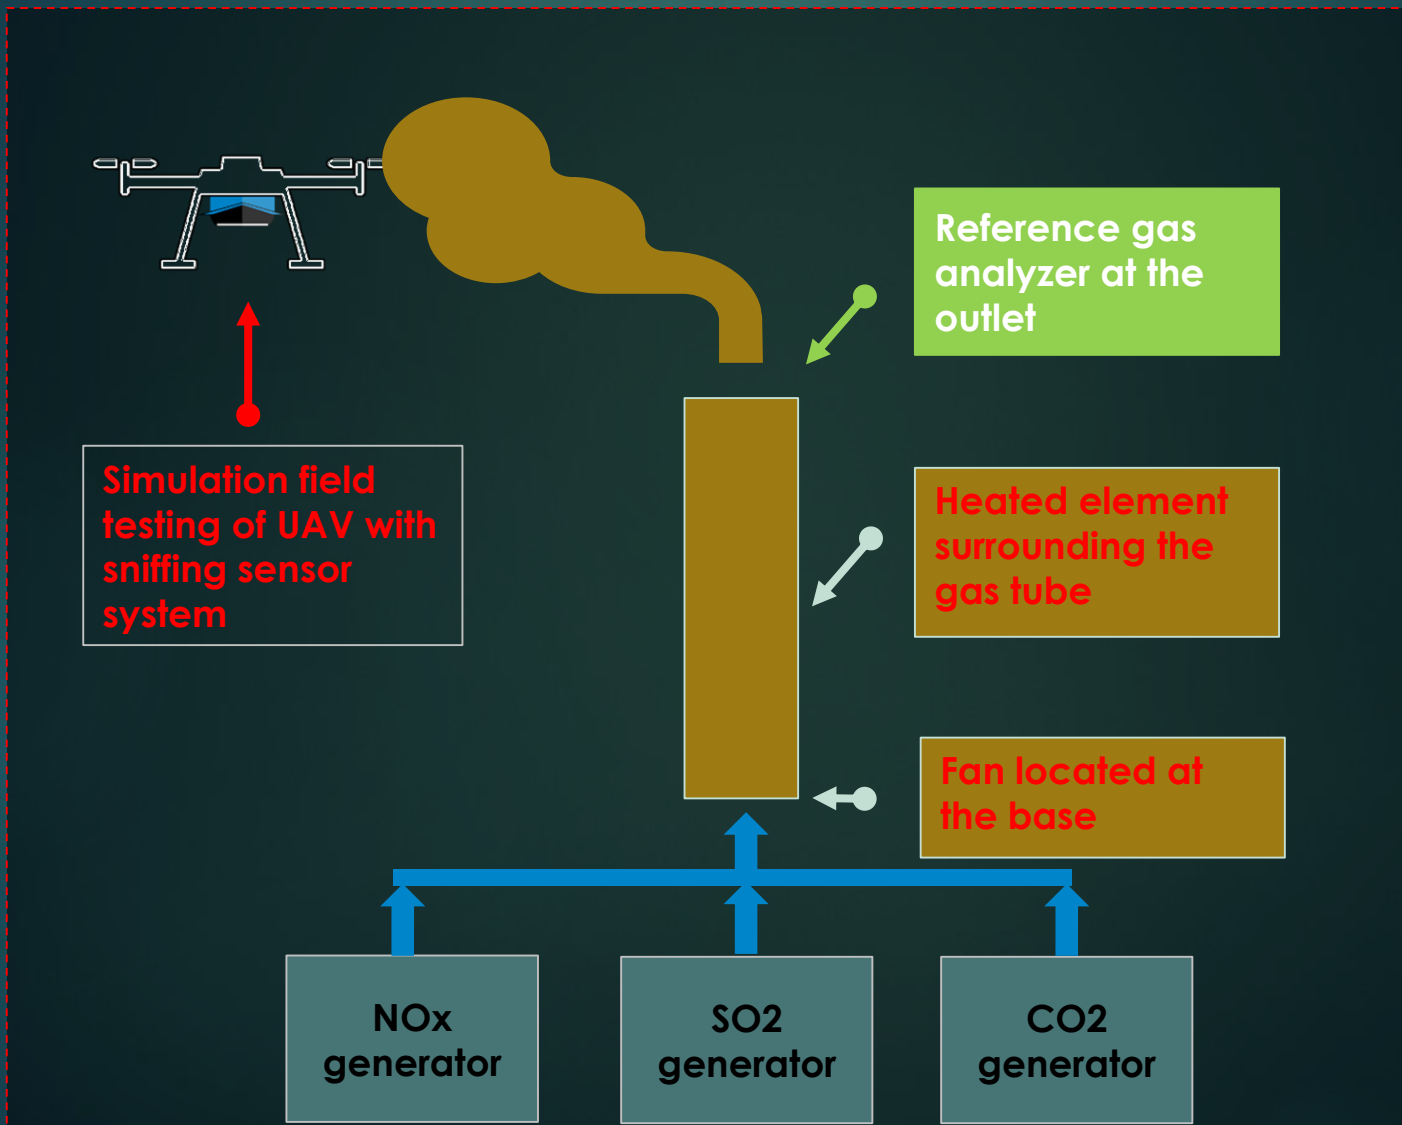 Reference gas
analyzer at the
outlet
Simulation field
testing of UAV with
sniffing sensor
system
Heated element
surrounding the
gas tube
Fan located at
the base
NOx
generator
SO2
generator
CO2
generator